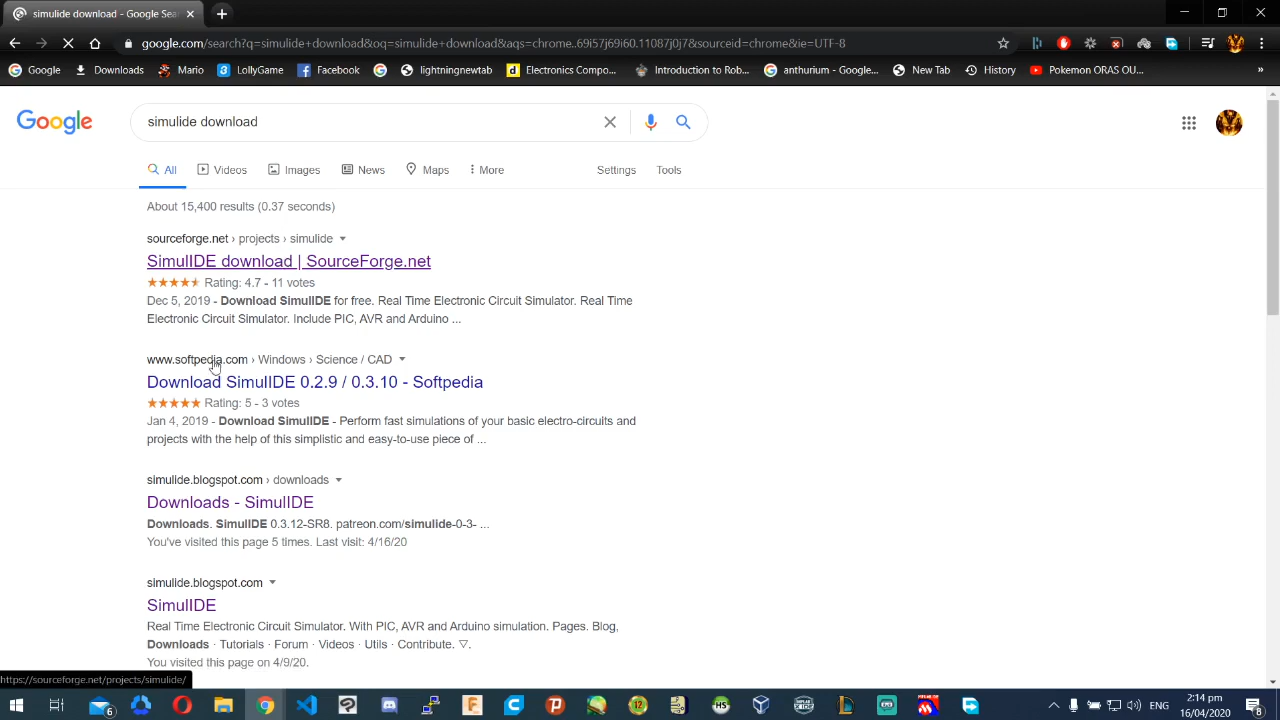 simulide download - Google Sea
google.com/search?q=simulide+download&oq=simulide+download&aqs=chrome..69i57j69i60.11087j0j7&sourceid=chrome&ie=UTF-8
Google Downloads Mario LollyGame Facebook lightningnewtab Electronics Compo... Introduction to Rob... anthurium - Google... New Tab History Pokemon ORAS OU... »
Google
simulide download
All Videos Images News Maps More Settings Tools
About 15,400 results (0.37 seconds)
sourceforge.net › projects › simulide
SimulIDE download | SourceForge.net
Rating: 4.7 - 11 votes
Dec 5, 2019 - Download SimulIDE for free. Real Time Electronic Circuit Simulator. Real Time
Electronic Circuit Simulator. Include PIC, AVR and Arduino ...
www.softpedia.com › Windows › Science / CAD
Download SimulIDE 0.2.9 / 0.3.10 - Softpedia
Rating: 5 - 3 votes
Jan 4, 2019 - Download SimulIDE - Perform fast simulations of your basic electro-circuits and
projects with the help of this simplistic and easy-to-use piece of ...
simulide.blogspot.com › downloads
Downloads - SimulIDE
Downloads. SimulIDE 0.3.12-SR8. patreon.com/simulide-0-3- ...
You've visited this page 5 times. Last visit: 4/16/20
simulide.blogspot.com
SimulIDE
Real Time Electronic Circuit Simulator. With PIC, AVR and Arduino simulation. Pages. Blog,
Downloads · Tutorials · Forum · Videos · Utils · Contribute. ▽.
You visited this page on 4/9/20.
https://sourceforge.net/projects/simulide/
6
12
HS
ENG
2:14 pm
16/04/2020
8